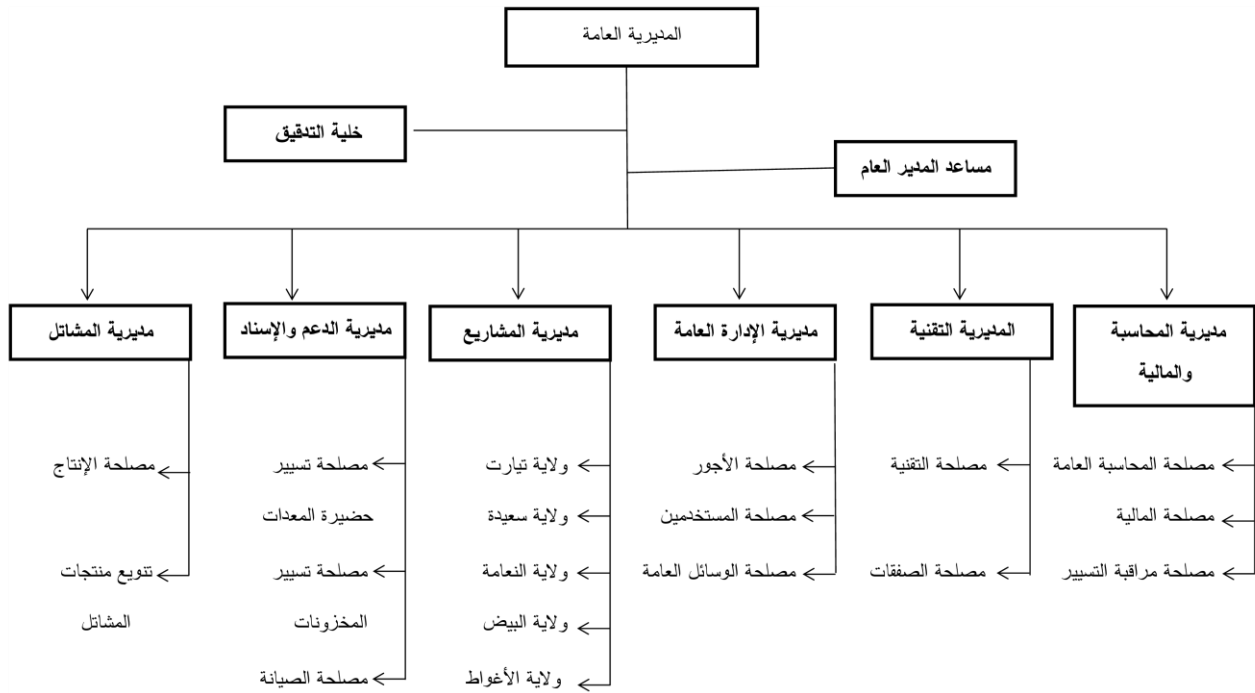 المديرية العامة
خلية التدقيق
مساعد المدير العام
مديرية المحاسبة
والمالية
المديرية التقنية
مديرية الإدارة العامة
مديرية المشاريع
مديرية الدعم والإسناد
مديرية المشاتل
مصلحة المحاسبة العامة
مصلحة المالية
مصلحة مراقبة التسيير
مصلحة التقنية
مصلحة الصفقات
مصلحة الأجور
مصلحة المستخدمين
مصلحة الوسائل العامة
ولاية تيارت
ولاية سعيدة
ولاية النعامة
ولاية البيض
ولاية الأغواط
مصلحة تسيير
حضيرة المعدات
مصلحة تسيير
المخزونات
مصلحة الصيانة
مصلحة الإنتاج
تنويع منتجات
المشاتل